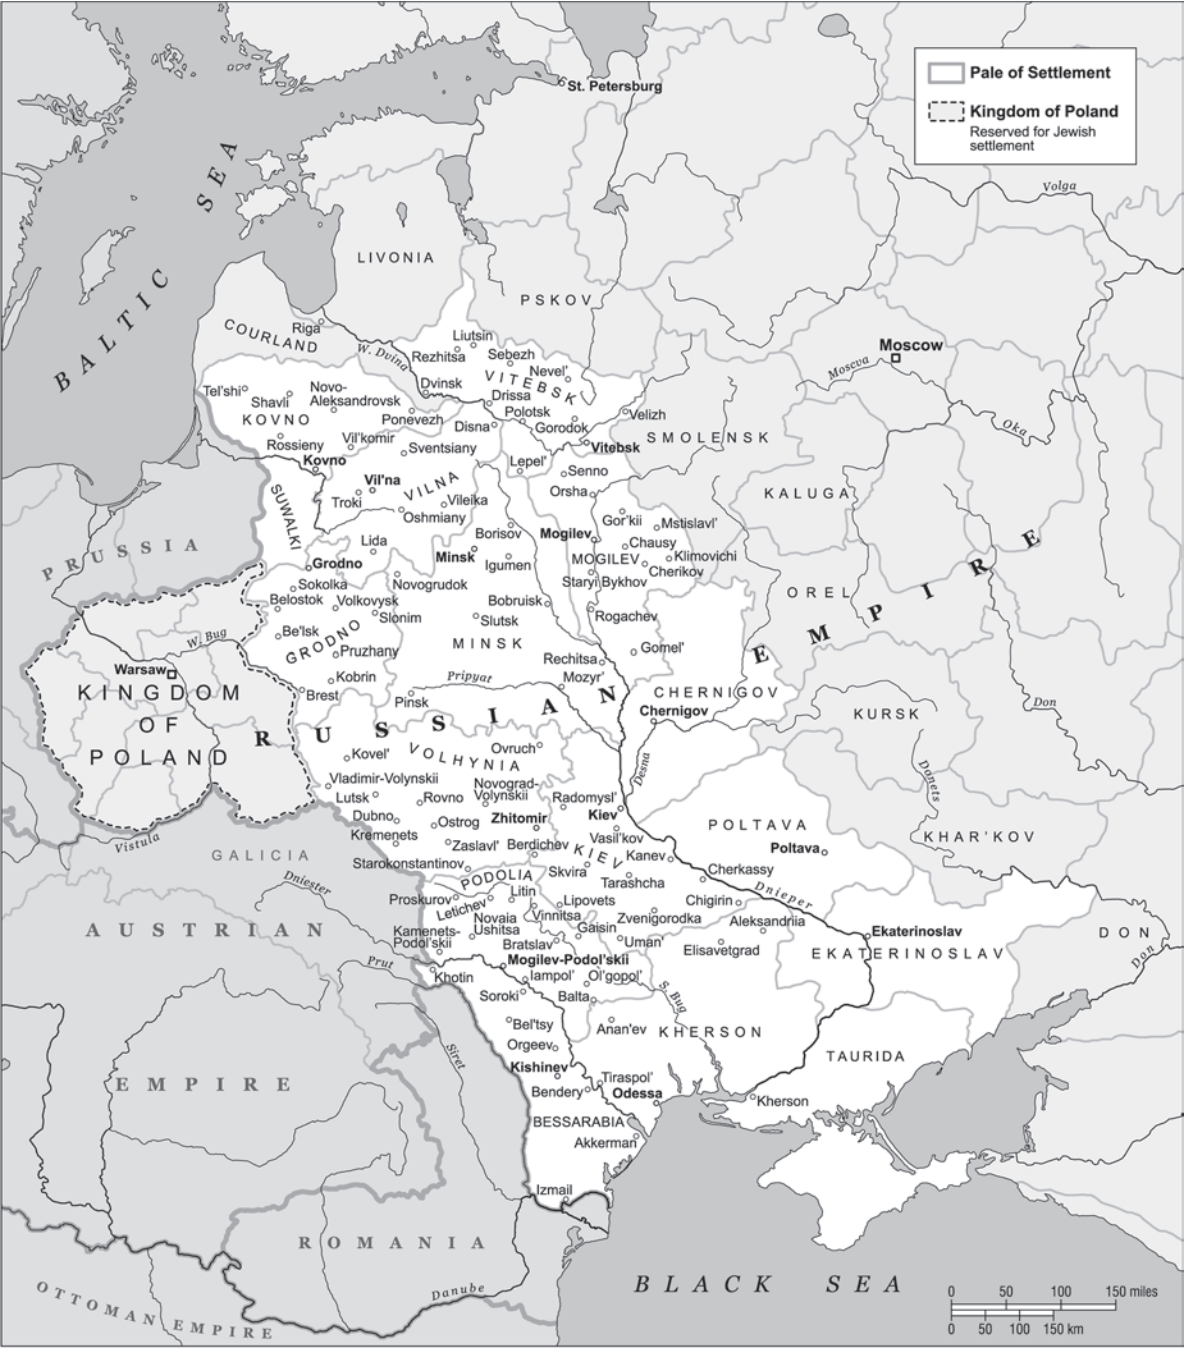 St. Petersburg
Pale of Settlement
Kingdom of Poland
Reserved for Jewish
settlement
BALTIC SEA
Volga
LIVONIA
PSKOV
COURLAND
Riga
W. Dvina
Liutsin
Rezhitsa
Sebezh
Nevel'
VITEBSK
Moscow
Moscva
Oka
Tel'shi
Shavli
Novo-
Aleksandrovsk
Dvinsk
Drissa
KOVNO
Ponevezh
Disna
Polotsk
Gorodok
Velizh
SMOLENSK
Rossieny
Vil'komir
Sventsiany
Vitebsk
Kovno
Lepel'
Senno
Vil'na
VILNA
Orsha
KALUGA
SUWALKI
Troki
Vileika
Oshmiany
Gor'kii
Mstislavl'
Borisov
Mogilev
Chausy
Lida
Minsk
Igumen
MOGILEV
Klimovichi
Cherikov
PRUSSIA
Grodno
Novogrudok
Staryi Bykhov
Sokolka
Belostok
Volkovysk
Bobruisk
OREL
Slonim
Slutsk
Rogachev
W. Bug
Be'lsk
GRODNO
Pruzhany
MINSK
Gomel'
Rechitsa
Warsaw
Kobrin
Pripyat
Mozyr'
KINGDOM
OF
POLAND
Brest
Pinsk
CHERNIGOV
Chernigov
Don
KURSK
RUSSIAN EMPIRE
Kovel'
VOLHYNIA
Ovruch
Desna
Donets
Vladimir-Volynskii
Novograd-
Volynskii
Lutsk
Rovno
Radomysl'
Dubno
Ostrog
Zhitomir
Kiev
POLTAVA
Kremenets
Vasil'kov
KHAR'KOV
Vistula
Zaslavl'
Berdichev
KIEV
Kanev
Poltava
GALICIA
Starokonstantinov
Skvira
Cherkassy
Dniester
PODOLIA
Tarashcha
Dnieper
Proskurov
Litin
Letichev
Lipovets
Chigirin
Vinnitsa
Zvenigorodka
Aleksandriia
AUSTRIAN
Kamenets-
Podol'skii
Novaia
Ushitsa
Gaisin
Ekaterinoslav
DON
Don
Bratslav
Uman'
Elisavetgrad
EKATERINOSLAV
Mogilev-Podol'skii
Prut
Khotin
Iampol'
Ol'gopol'
Soroki
Balta
S. Bug
Bel'tsy
Anan'ev
KHERSON
Siret
Orgeev
TAURIDA
Kishinev
Tiraspol'
EMPIRE
Bendery
Odessa
Kherson
BESSARABIA
Akkerman
Izmail
ROMANIA
BLACK SEA
Danube
OTTOMAN EMPIRE
0 50 100 150 miles
0 50 100 150 km